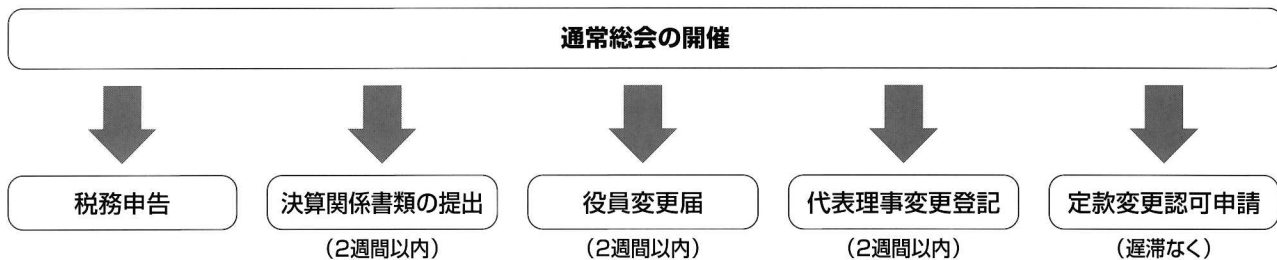 通常総会の開催
税務申告
決算関係書類の提出
(2週間以内)
役員変更届
(2週間以内)
代表理事変更登記
(2週間以内)
定款変更認可申請
(遅滞なく)